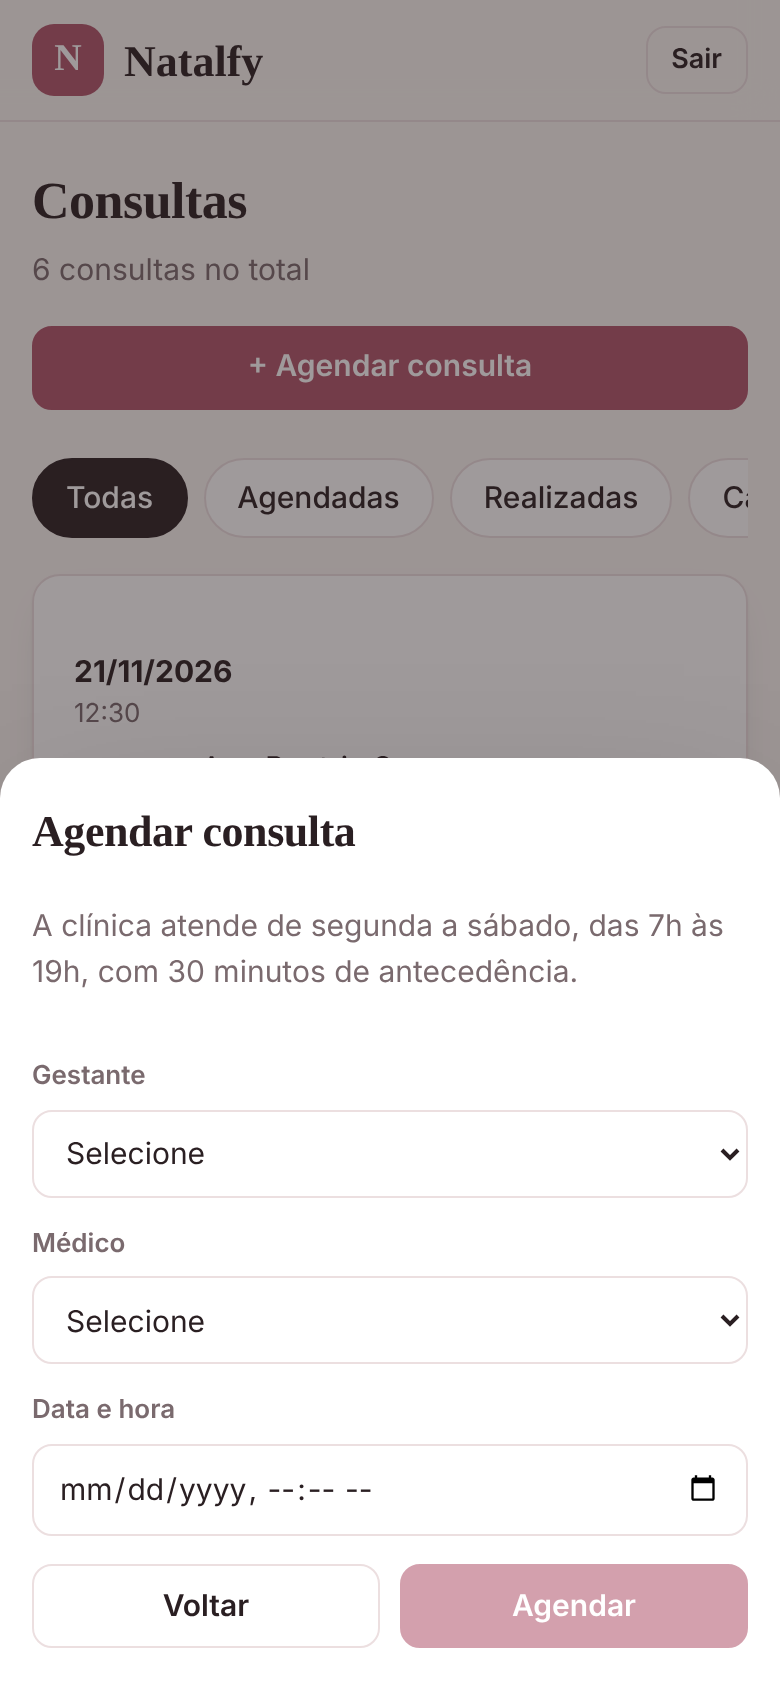 N Natalfy
Sair
Consultas
6 consultas no total
+ Agendar consulta
Todas
Agendadas
Realizadas
21/11/2026
12:30
Agendar consulta
A clínica atende de segunda a sábado, das 7h às
19h, com 30 minutos de antecedência.
Gestante
Selecione
Médico
Selecione
Data e hora
mm/dd/yyyy, --:-- --
Voltar
Agendar